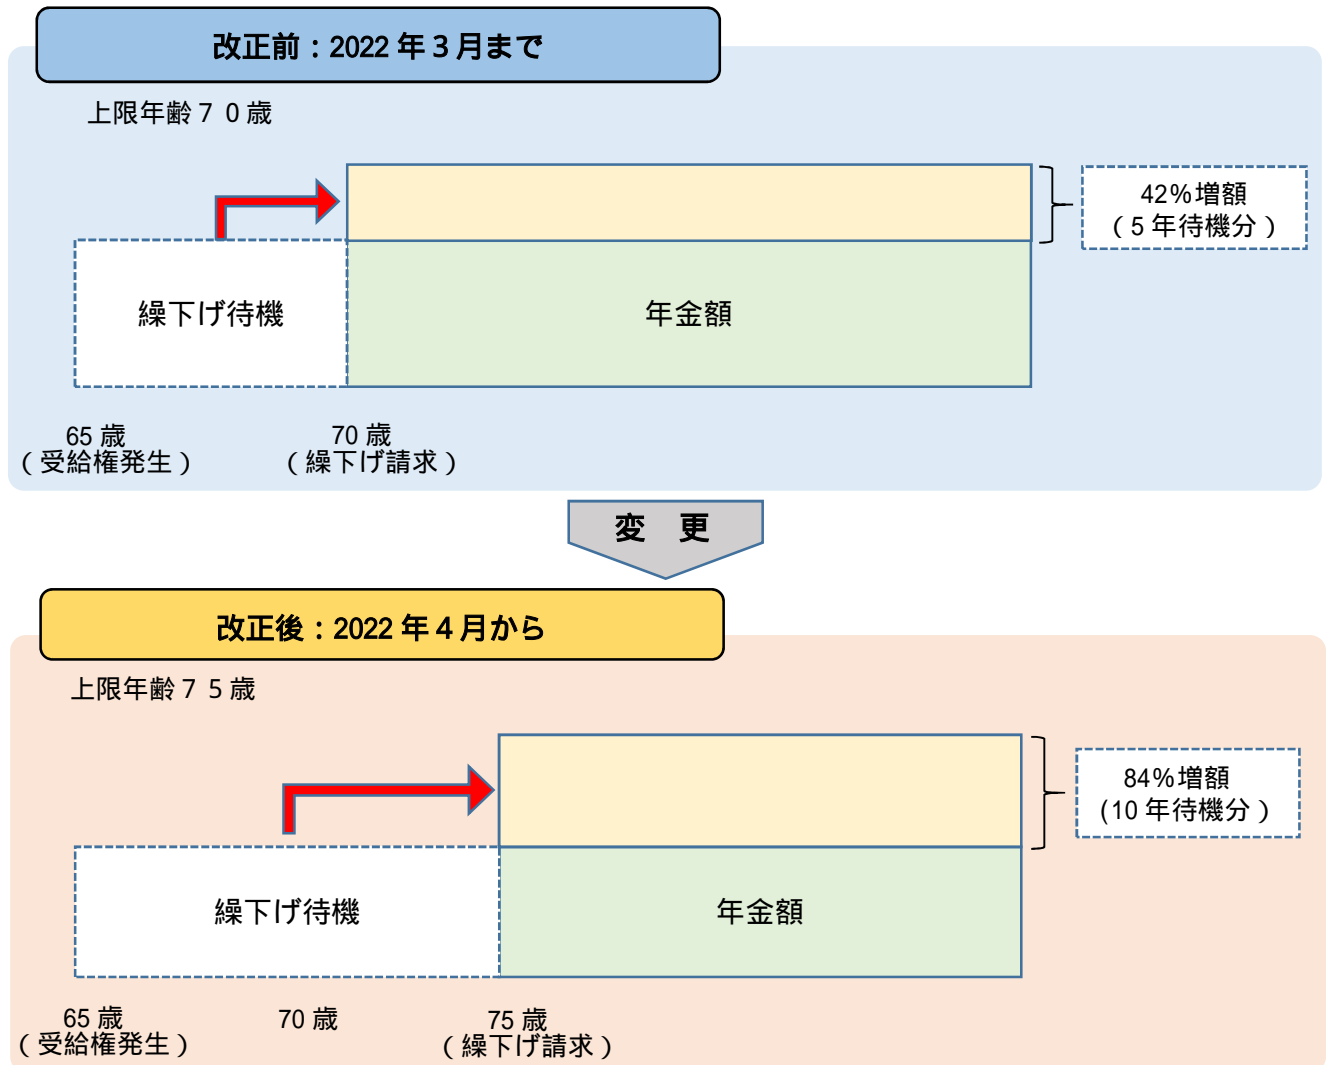 改正前：2022年３月まで
上限年齢７０歳
42%増額
（5年待機分）
繰下げ待機
年金額
65歳
（受給権発生）
70歳
（繰下げ請求）
変　更
改正後：2022年４月から
上限年齢７５歳
84%増額
(10年待機分）
繰下げ待機
年金額
65歳
（受給権発生）
70歳
75歳
（繰下げ請求）